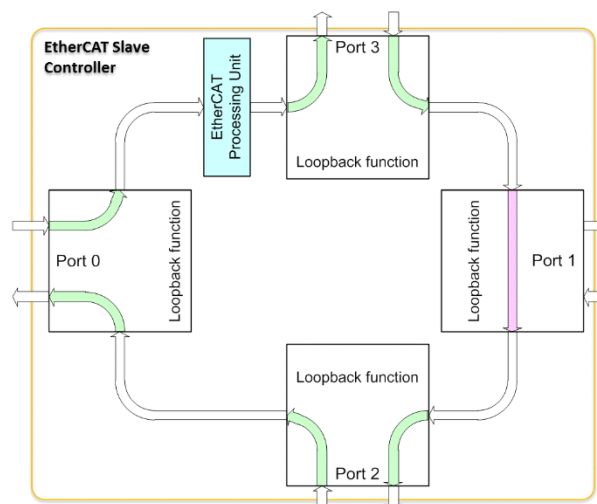 EtherCAT Slave
Controller
EtherCAT
Processing Unit
Port 3
Loopback function
Port 0
Loopback function
Loopback function
Port 1
Loopback function
Port 2